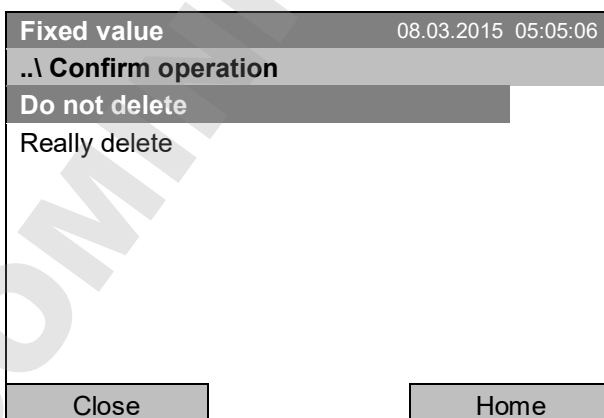 Fixed value 08.03.2015 05:05:06
..\ Confirm operation
Do not delete
Really delete
Close Home